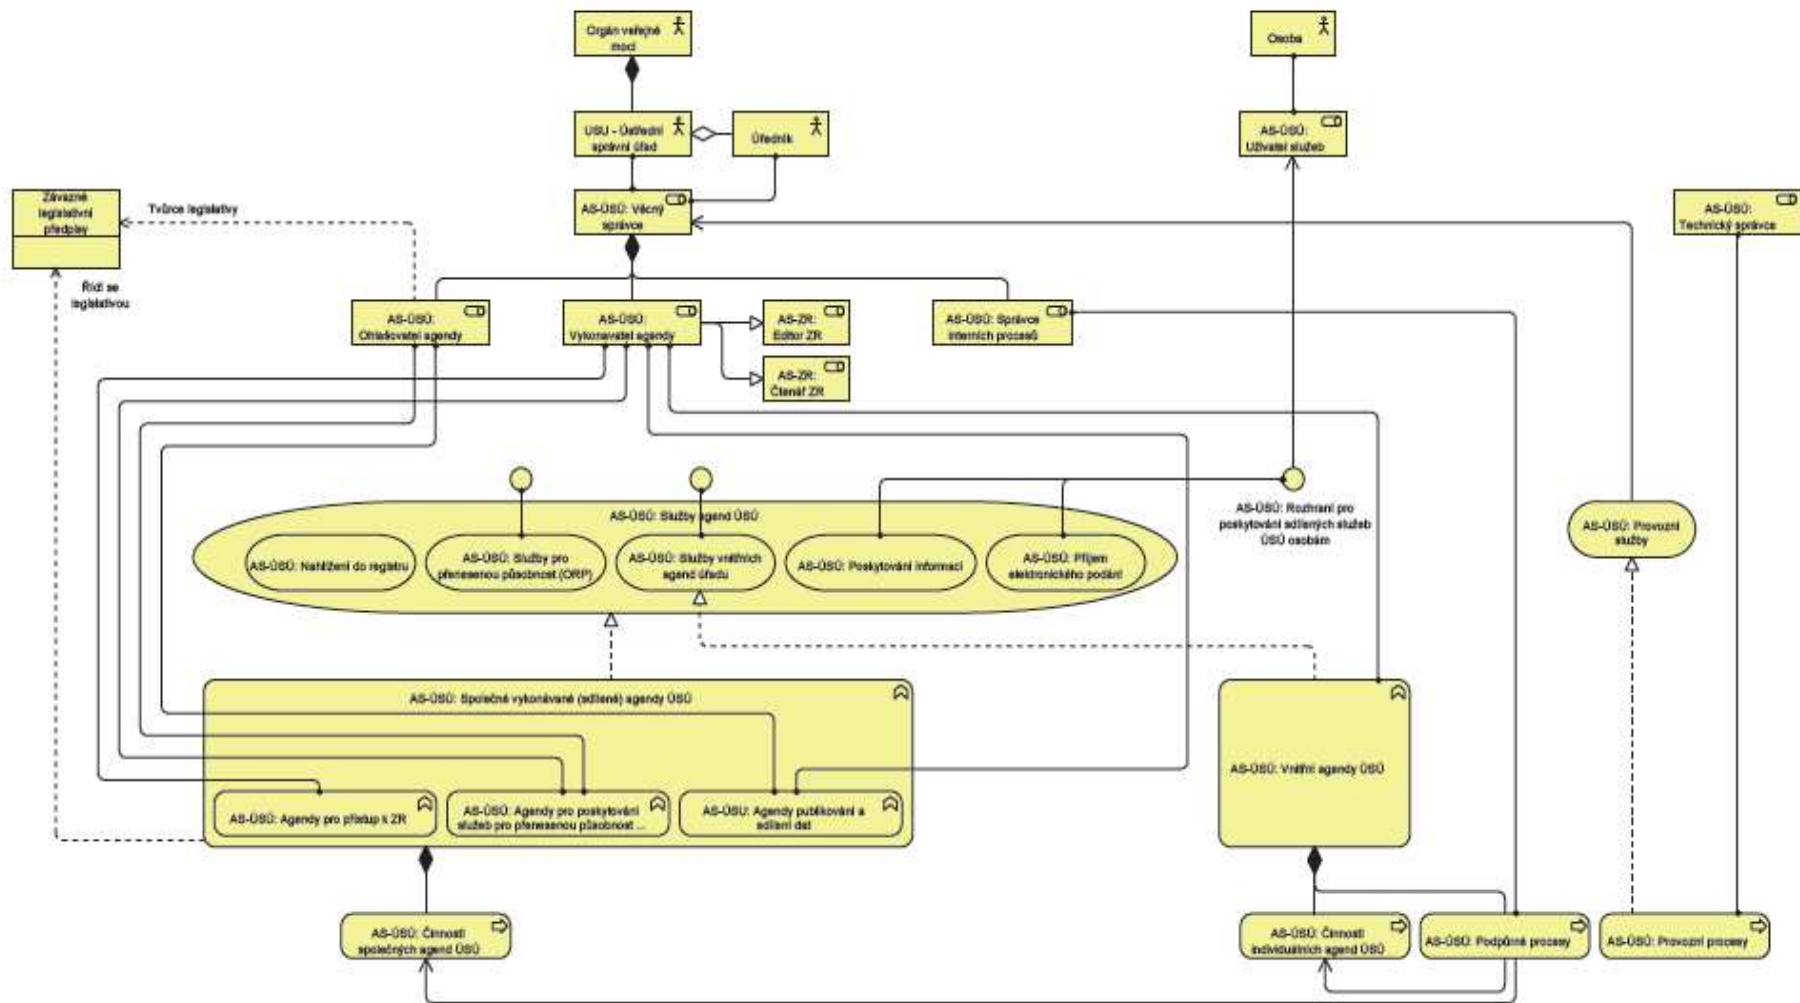 Orgán veřejné
moci
Osoba
USU - Ústřední
správní úřad
Úředník
AS-ÚSÚ:
Uživatel služeb
Závazné
legislativní
předpisy
Tvůrce legislativy
AS-ÚSÚ: Věcný
správce
AS-ÚSÚ:
Technický správce
Řídí se
legislativou
AS-ÚSÚ:
Ohlašovatel agendy
AS-ÚSÚ:
Vykonavatel agendy
AS-ZR:
Editor ZR
AS-ÚSÚ: Správce
interních procesů
AS-ZR:
Čtenář ZR
AS-ÚSÚ: Služby agend ÚSÚ
AS-ÚSÚ: Rozhraní pro
poskytování sdílených služeb
ÚSÚ osobám
AS-ÚSÚ: Provozní
služby
AS-ÚSÚ: Nahlížení do registru
AS-ÚSÚ: Služby pro
přenesenou působnost (ORP)
AS-ÚSÚ: Služby vnitřních
agend úřadu
AS-ÚSÚ: Poskytování informací
AS-ÚSÚ: Příjem
elektronického podání
AS-ÚSÚ: Společné vykonávané (sdílené) agendy ÚSÚ
AS-ÚSÚ: Vnitřní agendy ÚSÚ
AS-ÚSÚ: Agendy pro přístup k ZR
AS-ÚSÚ: Agendy pro poskytování
služeb pro přenesenou působnost ...
AS-ÚSU: Agendy publikování a
sdílení dat
AS-ÚSÚ: Činnosti
společných agend ÚSÚ
AS-ÚSÚ: Činnosti
individuálních agend ÚSÚ
AS-ÚSÚ: Podpůrné procesy
AS-ÚSÚ: Provozní procesy